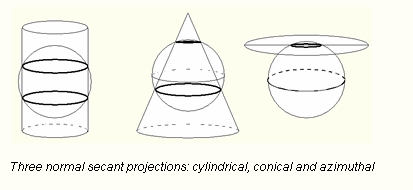 Three normal secant projections: cylindrical, conical and azimuthal